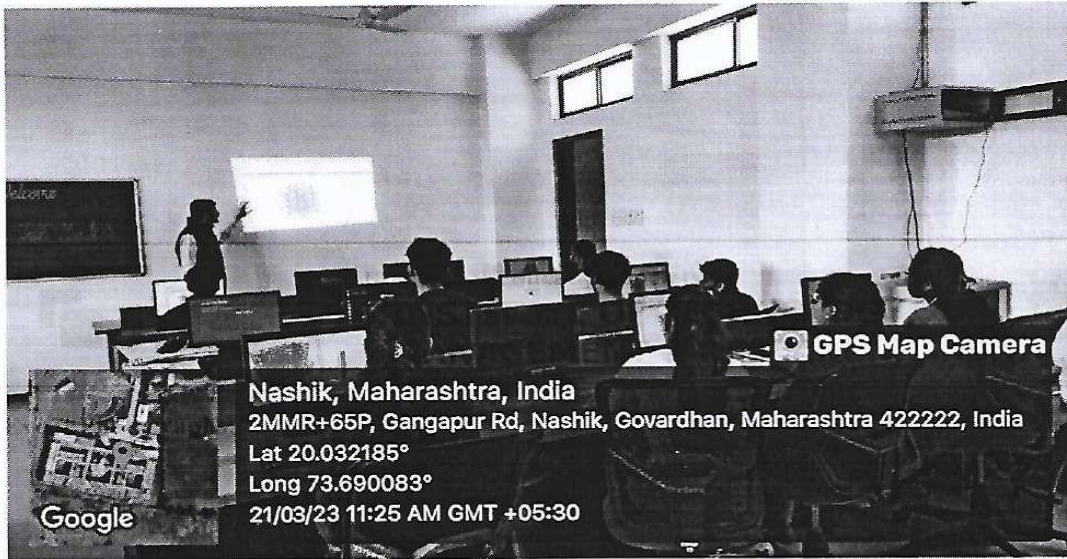 Welcome
GPS Map Camera
Nashik, Maharashtra, India
2MMR+65P, Gangapur Rd, Nashik, Govardhan, Maharashtra 422222, India
Lat 20.032185°
Long 73.690083°
21/03/23 11:25 AM GMT +05:30
Google